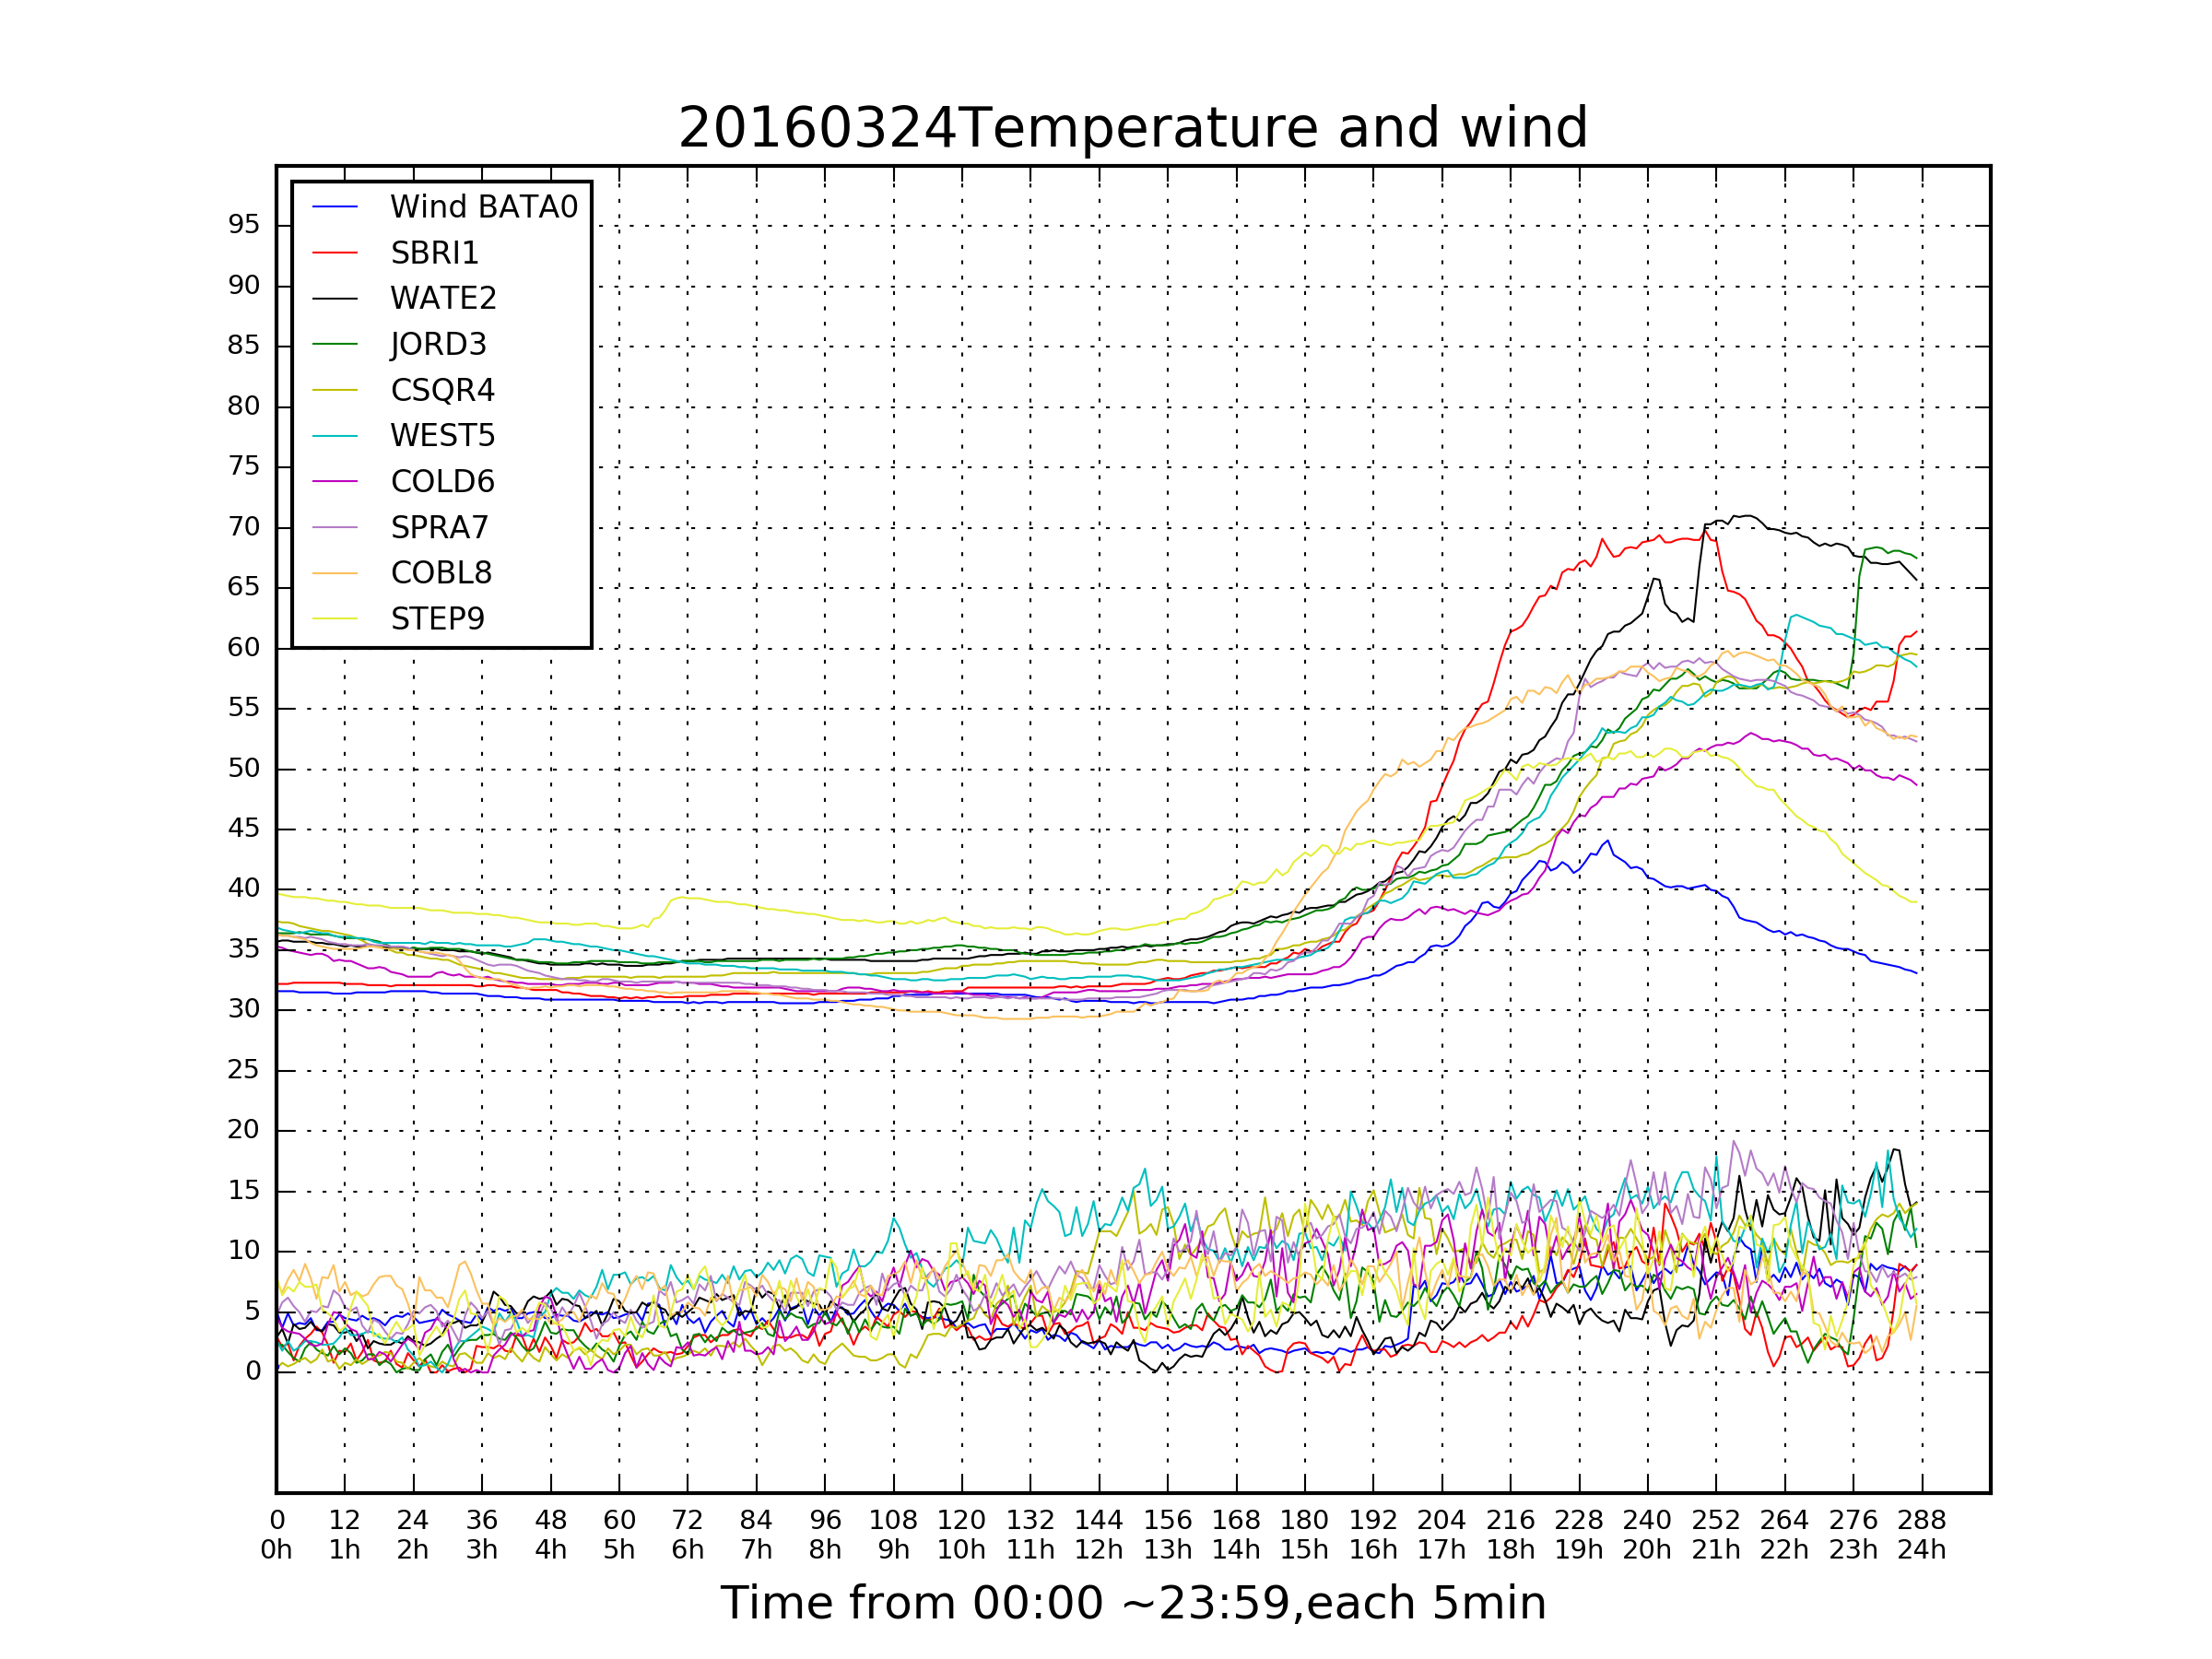 20160324Temperature and wind
Wind BATA0
SBRI1
WATE2
JORD3
CSQR4
WEST5
COLD6
SPRA7
COBL8
STEP9
95
90
85
80
75
70
65
60
55
50
45
40
35
30
25
20
15
10
5
0
0 12 24 36 48 60 72 84 96 108 120 132 144 156 168 180 192 204 216 228 240 252 264 276 288
0h 1h 2h 3h 4h 5h 6h 7h 8h 9h 10h 11h 12h 13h 14h 15h 16h 17h 18h 19h 20h 21h 22h 23h 24h
Time from 00:00 ~23:59,each 5min